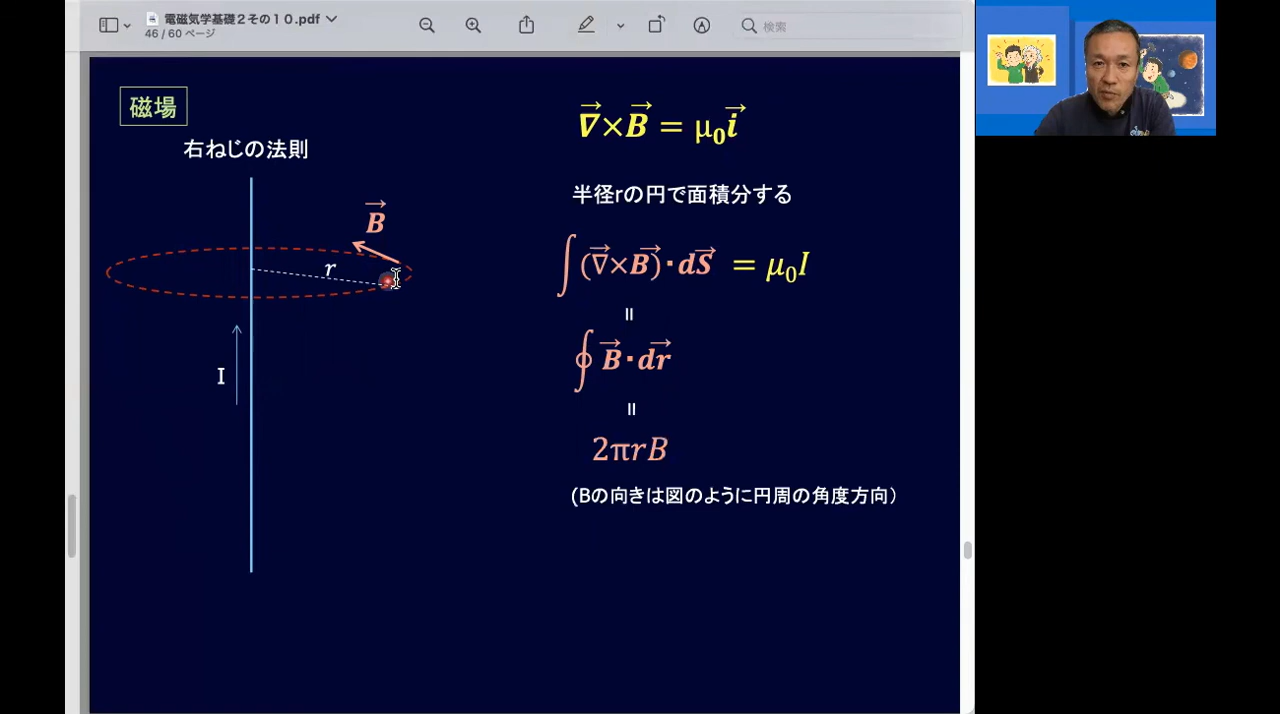 電磁気学基礎２その１０.pdf
46 / 60 ページ
検索
磁場
右ねじの法則
B
r
I
∇×B = μ₀i
半径rの円で面積分する
∫(∇×B)・dS = μ₀I
=
∮B・dr
=
2πrB
(Bの向きは図のように円周の角度方向）